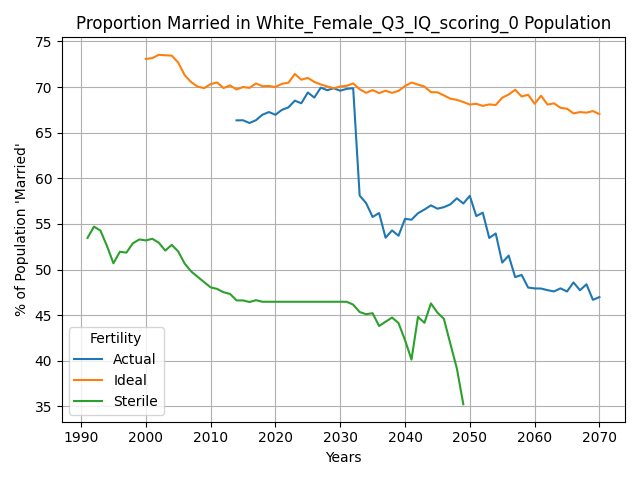 Proportion Married in White_Female_Q3_IQ_scoring_0 Population
% of Population 'Married'
75
70
65
60
55
50
45
40
35
Fertility
Actual
Ideal
Sterile
1990 2000 2010 2020 2030 2040 2050 2060 2070
Years